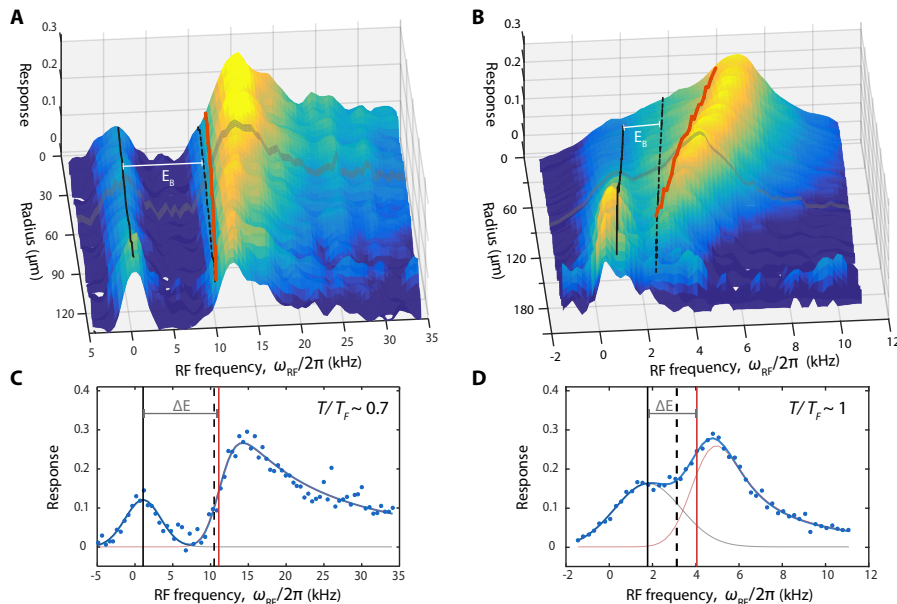 A
B
0.3
0.2
0.1
0
Response
0
30
60
90
120
Radius (μm)
E_B
5 0 5 10 15 20 25 30 35
RF frequency, ω_RF/2π (kHz)
0.3
0.2
0.1
0
Response
0
60
120
180
Radius (μm)
E_B
-2 0 2 4 6 8 10 12
RF frequency, ω_RF/2π (kHz)
C
0.4
0.3
0.2
0.1
0
Response
ΔE
T/T_F ~ 0.7
-5 0 5 10 15 20 25 30 35
RF frequency, ω_RF/2π (kHz)
D
0.4
0.2
0.1
0
Response
ΔE
T/T_F ~ 1
-2 0 2 4 6 8 10 12
RF frequency, ω_RF/2π (kHz)